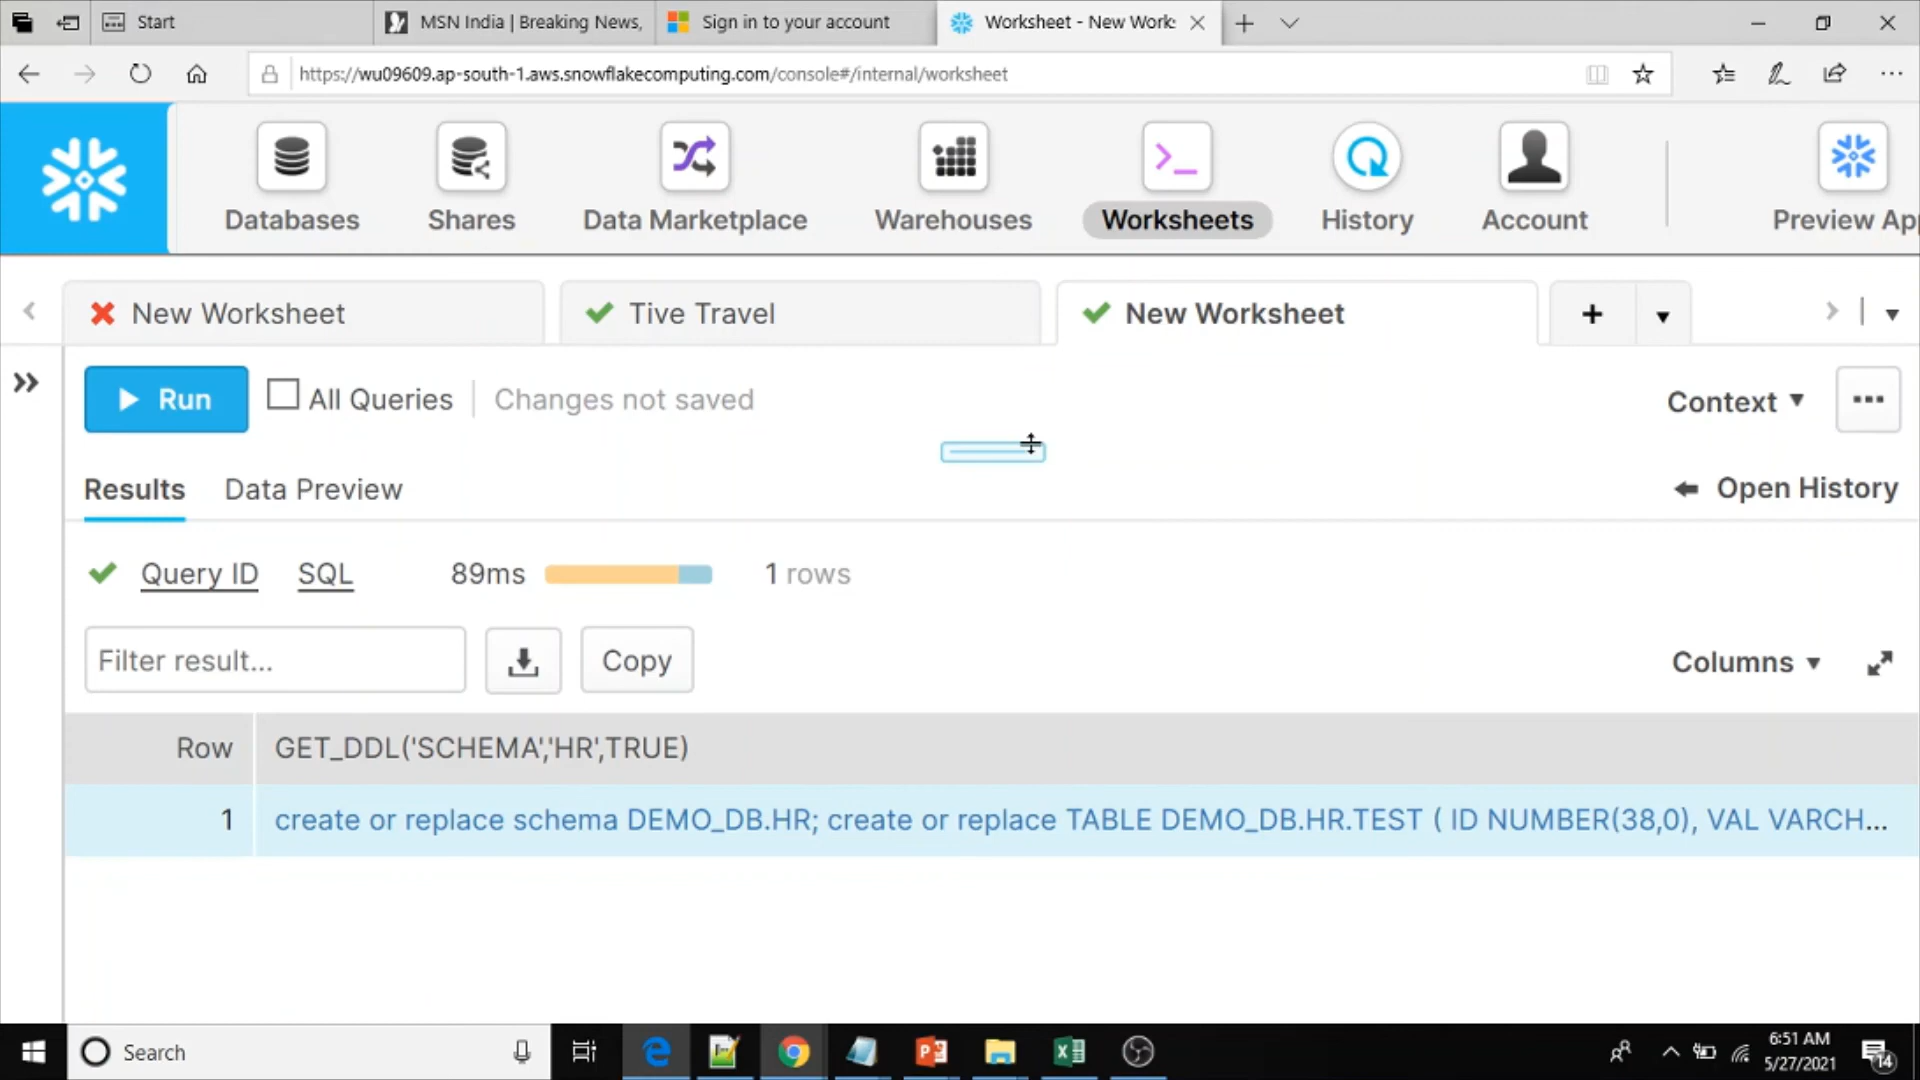 Start
MSN India | Breaking News,
Sign in to your account
Worksheet - New Work
https://wu09609.ap-south-1.aws.snowflakecomputing.com/console#/internal/worksheet
Databases
Shares
Data Marketplace
Warehouses
Worksheets
History
Account
Preview Ap
New Worksheet
Tive Travel
New Worksheet
Run
All Queries
Changes not saved
Context
Results
Data Preview
Open History
Query ID
SQL
89ms
1 rows
Filter result...
Copy
Columns
Row
GET_DDL('SCHEMA','HR',TRUE)
1
create or replace schema DEMO_DB.HR; create or replace TABLE DEMO_DB.HR.TEST ( ID NUMBER(38,0), VAL VARCH...
Search
6:51 AM
5/27/2021
14